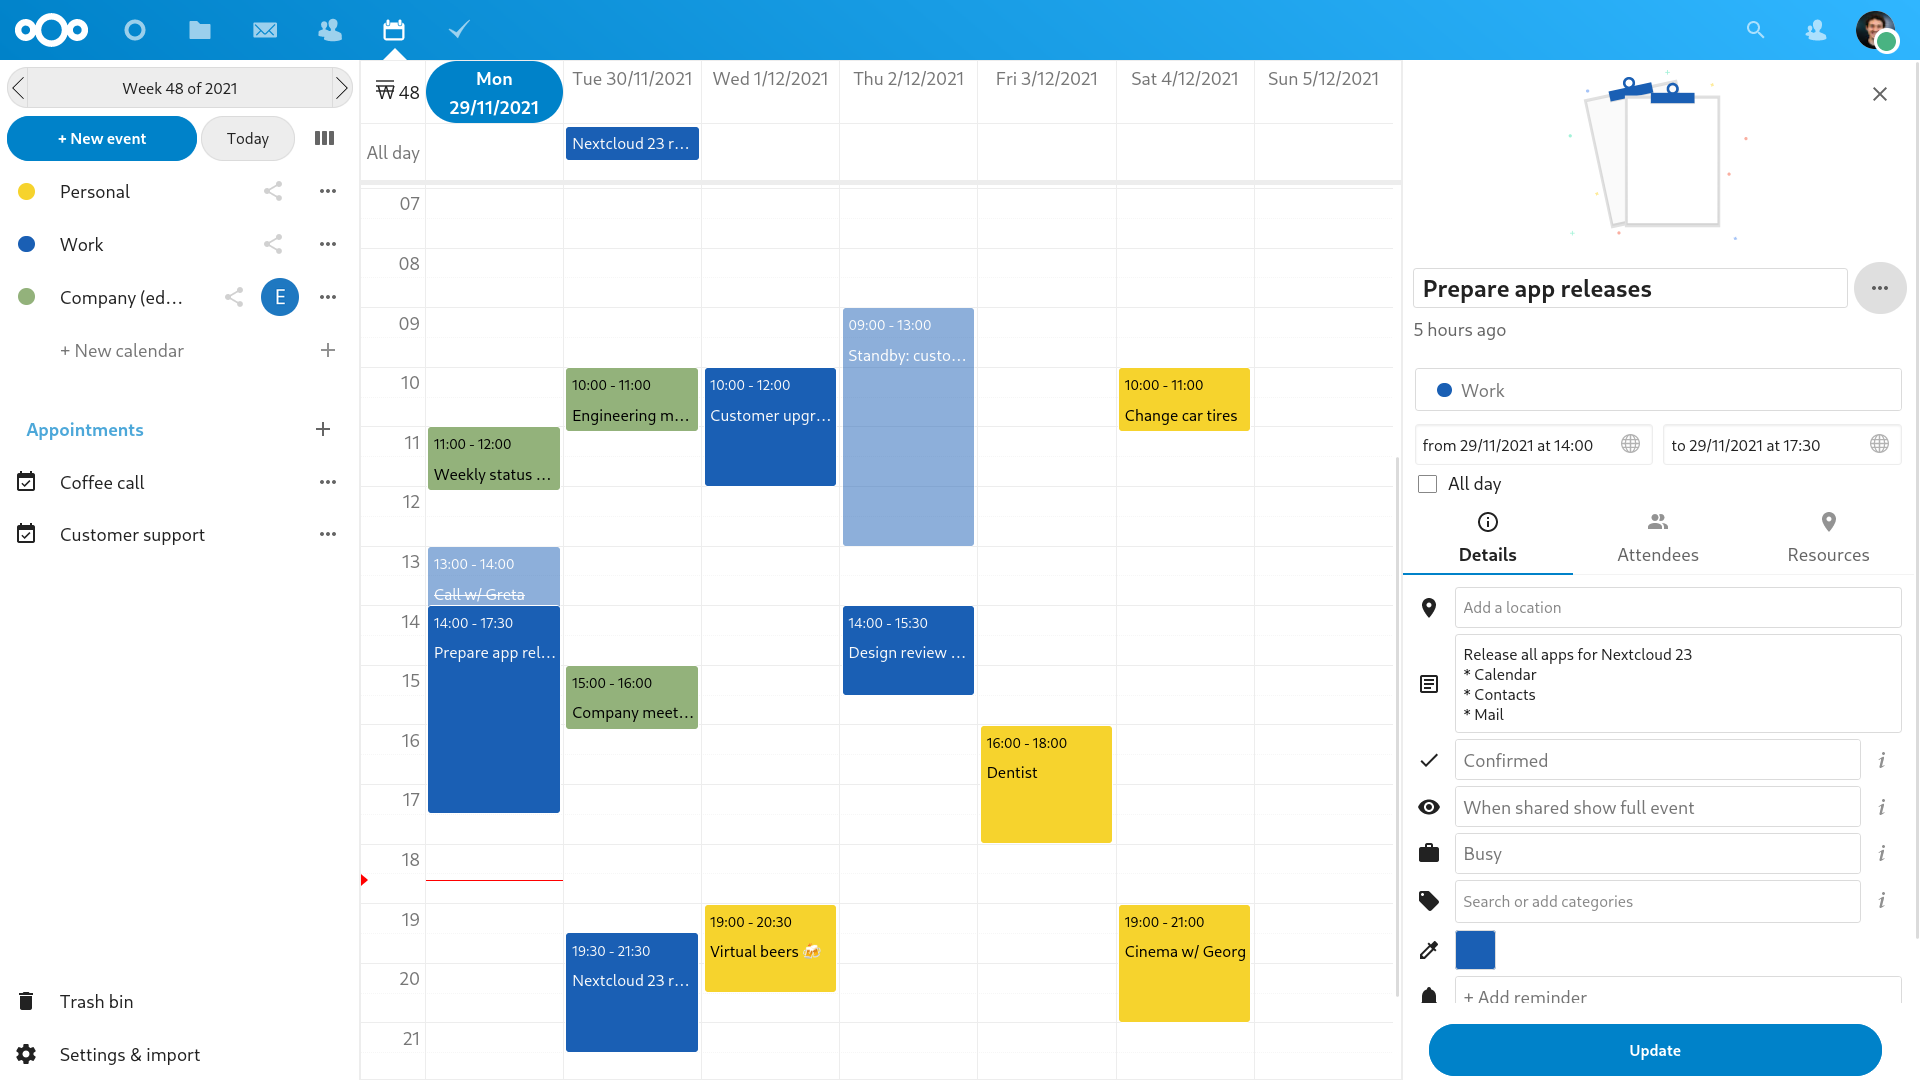 Week 48 of 2021
+ New event
Today
Personal
Work
Company (ed...
E
+ New calendar
Appointments
Coffee call
Customer support
Trash bin
Settings & import
W 48
Mon
29/11/2021
Tue 30/11/2021
Wed 1/12/2021
Thu 2/12/2021
Fri 3/12/2021
Sat 4/12/2021
Sun 5/12/2021
All day
Nextcloud 23 r...
07
08
09
10
11
12
13
14
15
16
17
18
19
20
21
11:00 - 12:00
Weekly status ...
13:00 - 14:00
Call w/ Greta
14:00 - 17:30
Prepare app rel...
10:00 - 11:00
Engineering m...
15:00 - 16:00
Company meet...
19:30 - 21:30
Nextcloud 23 r...
10:00 - 12:00
Customer upgr...
19:00 - 20:30
Virtual beers 🍻
09:00 - 13:00
Standby: custo...
14:00 - 15:30
Design review ...
16:00 - 18:00
Dentist
10:00 - 11:00
Change car tires
19:00 - 21:00
Cinema w/ Georg
Prepare app releases
5 hours ago
Work
from 29/11/2021 at 14:00
to 29/11/2021 at 17:30
All day
Details
Attendees
Resources
Add a location
Release all apps for Nextcloud 23
* Calendar
* Contacts
* Mail
Confirmed
When shared show full event
Busy
Search or add categories
+ Add reminder
Update